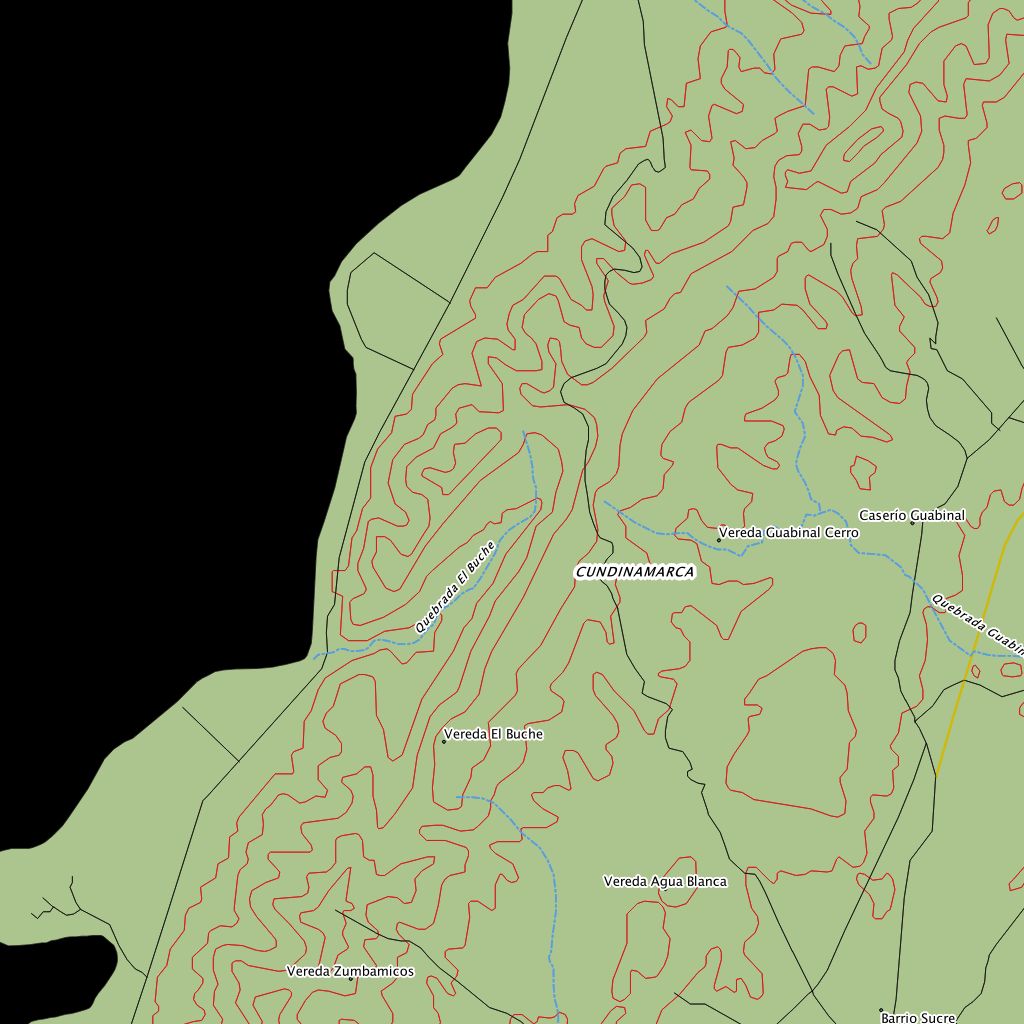 Caserío Guabinal
Vereda Guabinal Cerro
CUNDINAMARCA
Quebrada El Buche
Quebrada Guabin
Vereda El Buche
Vereda Agua Blanca
Vereda Zumbamicos
Barrio Sucre